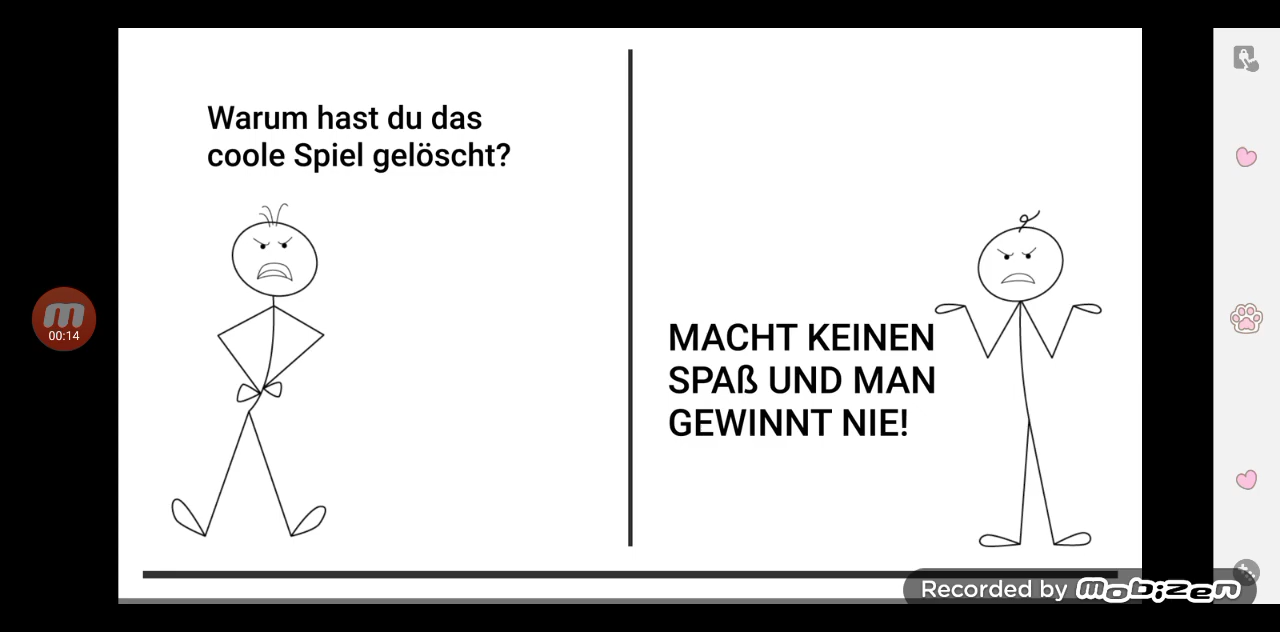 Warum hast du das
coole Spiel gelöscht?
MACHT KEINEN
SPAß UND MAN
GEWINNT NIE!
m
00:14
Recorded by mobizen